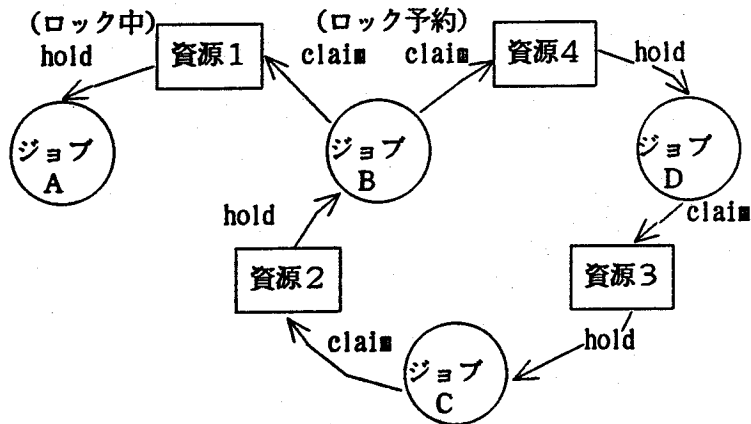 (ロック中)
hold
資源1
(ロック予約)
claim
claim
資源4
hold
ジョブ
A
ジョブ
B
ジョブ
D
hold
claim
資源2
資源3
claim
hold
ジョブ
C